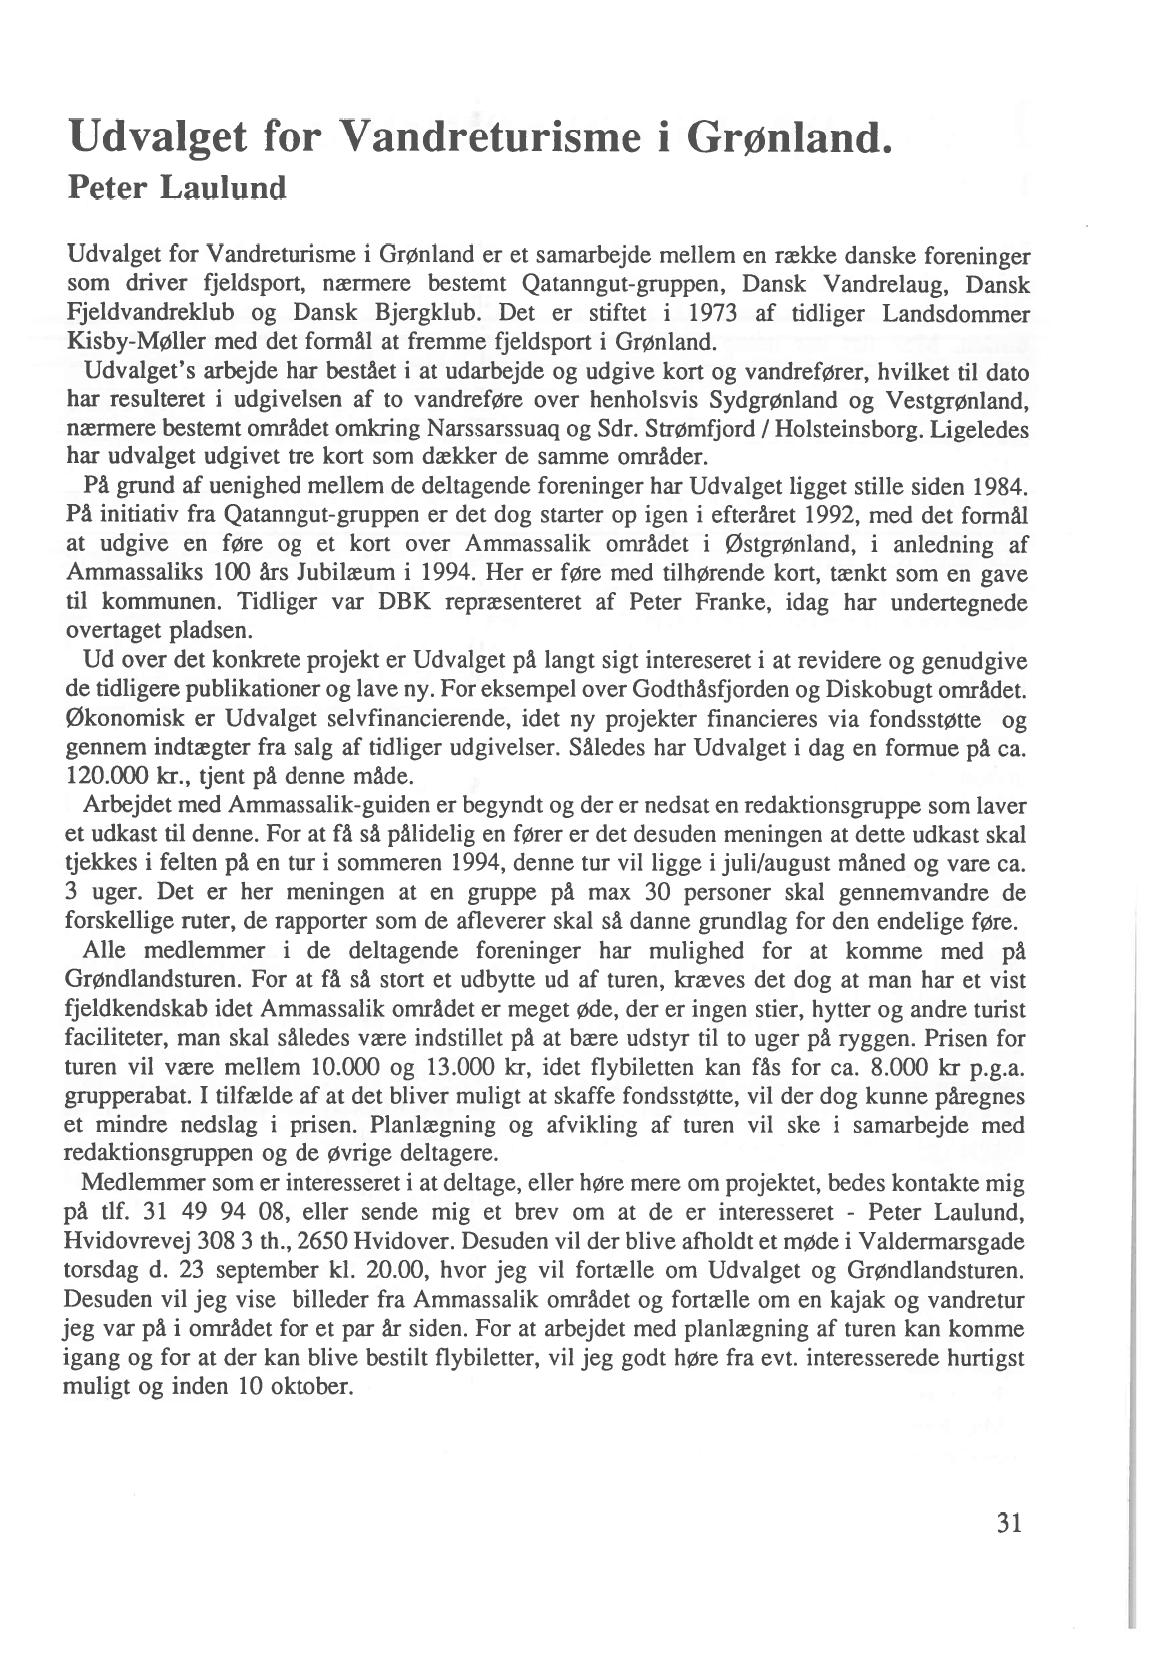 Udvalget for Vandreturisme i Grønland.
Peter Laulund
Udvalget for Vandreturisme i Grønland er et samarbejde mellem en række danske foreninger
som driver fjeldsport, nærmere bestemt Qatanngut-gruppen, Dansk Vandrelaug, Dansk
Fjeldvandreklub og Dansk Bjergklub. Det er stiftet i 1973 af tidliger Landsdommer
Kisby-Møller med det formål at fremme fjeldsport i Grønland.
Udvalget's arbejde har bestået i at udarbejde og udgive kort og vandrefører, hvilket til dato
har resulteret i udgivelsen af to vandreføre over henholsvis Sydgrønland og Vestgrønland,
nærmere bestemt området omkring Narssarssuaq og Sdr. Strømfjord / Holsteinsborg. Ligeledes
har udvalget udgivet tre kort som dækker de samme områder.
På grund af uenighed mellem de deltagende foreninger har Udvalget ligget stille siden 1984.
På initiativ fra Qatanngut-gruppen er det dog starter op igen i efteråret 1992, med det formål
at udgive en føre og et kort over Ammassalik området i Østgrønland, i anledning af
Ammassaliks 100 års Jubilæum i 1994. Her er føre med tilhørende kort, tænkt som en gave
til kommunen. Tidliger var DBK repræsenteret af Peter Franke, idag har undertegnede
overtaget pladsen.
Ud over det konkrete projekt er Udvalget på langt sigt intereseret i at revidere og genudgive
de tidligere publikationer og lave ny. For eksempel over Godthåsfjorden og Diskobugt området.
Økonomisk er Udvalget selvfinancierende, idet ny projekter financieres via fondsstøtte og
gennem indtægter fra salg af tidliger udgivelser. Således har Udvalget i dag en formue på ca.
120.000 kr., tjent på denne måde.
Arbejdet med Ammassalik-guiden er begyndt og der er nedsat en redaktionsgruppe som laver
et udkast til denne. For at få så pålidelig en fører er det desuden meningen at dette udkast skal
tjekkes i felten på en tur i sommeren 1994, denne tur vil ligge i juli/august måned og vare ca.
3 uger. Det er her meningen at en gruppe på max 30 personer skal gennemvandre de
forskellige ruter, de rapporter som de afleverer skal så danne grundlag for den endelige føre.
Alle medlemmer i de deltagende foreninger har mulighed for at komme med på
Grøndlandsturen. For at få så stort et udbytte ud af turen, kræves det dog at man har et vist
fjeldkendskab idet Ammassalik området er meget øde, der er ingen stier, hytter og andre turist
faciliteter, man skal således være indstillet på at bære udstyr til to uger på ryggen. Prisen for
turen vil være mellem 10.000 og 13.000 kr, idet flybiletten kan fås for ca. 8.000 kr p.g.a.
grupperabat. I tilfælde af at det bliver muligt at skaffe fondsstøtte, vil der dog kunne påregnes
et mindre nedslag i prisen. Planlægning og afvikling af turen vil ske i samarbejde med
redaktionsgruppen og de øvrige deltagere.
Medlemmer som er interesseret i at deltage, eller høre mere om projektet, bedes kontakte mig
på tlf. 31 49 94 08, eller sende mig et brev om at de er interesseret - Peter Laulund,
Hvidovrevej 308 3 th., 2650 Hvidover. Desuden vil der blive afholdt et møde i Valdermarsgade
torsdag d. 23 september kl. 20.00, hvor jeg vil fortælle om Udvalget og Grøndlandsturen.
Desuden vil jeg vise billeder fra Ammassalik området og fortælle om en kajak og vandretur
jeg var på i området for et par år siden. For at arbejdet med planlægning af turen kan komme
igang og for at der kan blive bestilt flybiletter, vil jeg godt høre fra evt. interesserede hurtigst
muligt og inden 10 oktober.
31